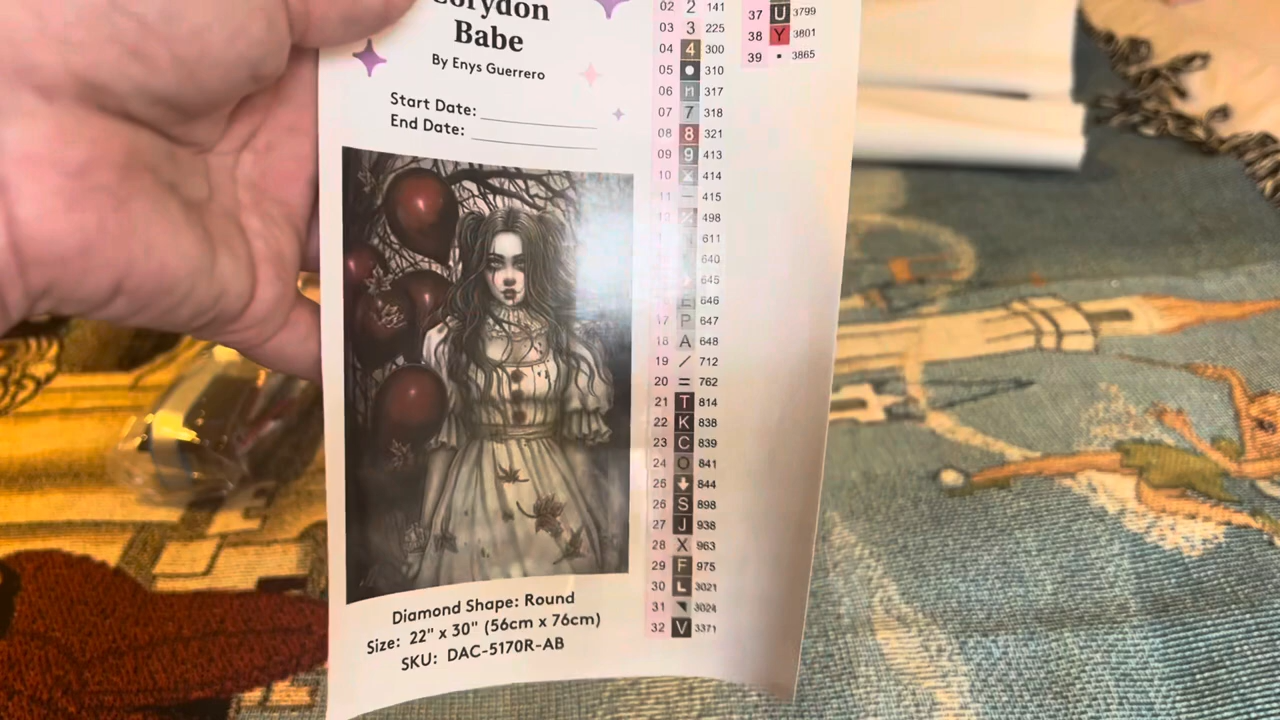 Babe
By Enys Guerrero
Start Date:
End Date:
Diamond Shape: Round
Size: 22" x 30" (56cm x 76cm)
SKU: DAC-5170R-AB
02 2 141
03 3 225
04 4 300
05 ● 310
06 n 317
07 7 318
08 8 321
09 9 413
10 414
11 – 415
498
611
640
645
E 646
17 P 647
18 A 648
19 / 712
20 = 762
21 T 814
22 K 838
23 C 839
24 O 841
25 ↓ 844
26 S 898
27 J 938
28 X 963
29 F 975
30 L 3021
31 ◥ 3024
32 V 3371
37 U 3799
38 Y 3801
39 ▪ 3865